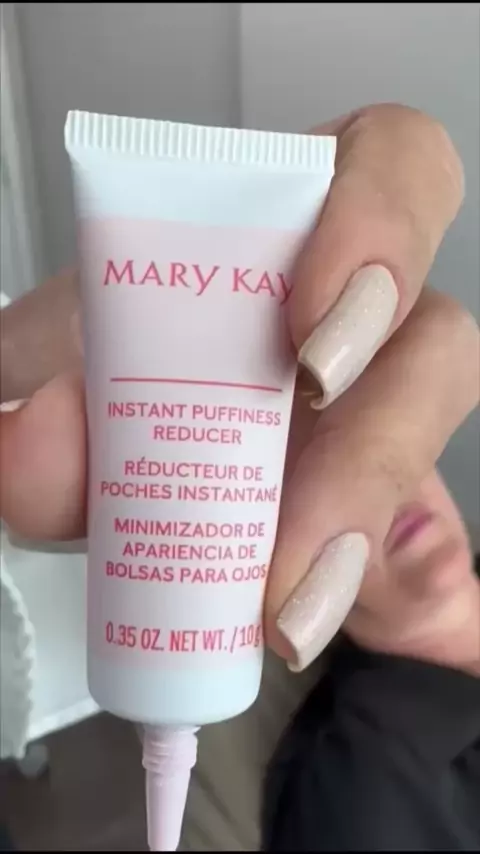 MARY KAY
INSTANT PUFFINESS
REDUCER
RÉDUCTEUR DE
POCHES INSTANTANÉ
MINIMIZADOR DE
APARIENCIA DE
BOLSAS PARA OJOS
0.35 OZ. NET WT./10g